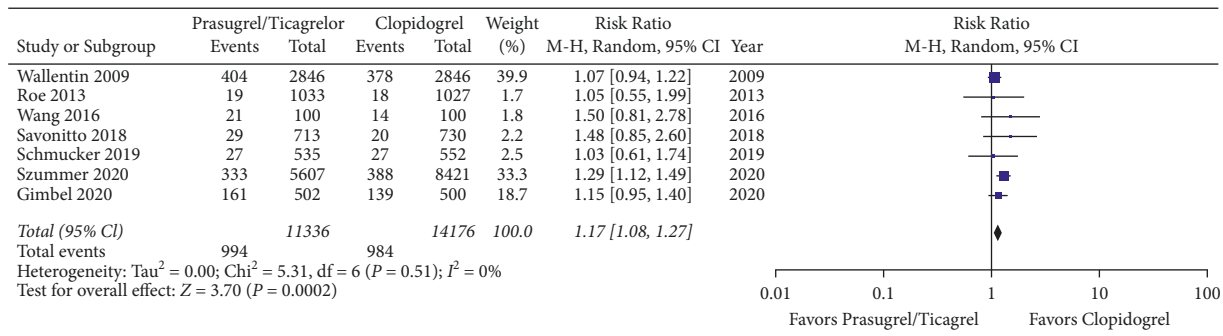 Prasugrel/Ticagrelor Clopidogrel Weight Risk Ratio Risk Ratio
Study or Subgroup Events Total Events Total (%) M-H, Random, 95% CI Year M-H, Random, 95% CI
Wallentin 2009 404 2846 378 2846 39.9 1.07 [0.94, 1.22] 2009
Roe 2013 19 1033 18 1027 1.7 1.05 [0.55, 1.99] 2013
Wang 2016 21 100 14 100 1.8 1.50 [0.81, 2.78] 2016
Savonitto 2018 29 713 20 730 2.2 1.48 [0.85, 2.60] 2018
Schmucker 2019 27 535 27 552 2.5 1.03 [0.61, 1.74] 2019
Szummer 2020 333 5607 388 8421 33.3 1.29 [1.12, 1.49] 2020
Gimbel 2020 161 502 139 500 18.7 1.15 [0.95, 1.40] 2020
Total (95% Cl) 11336 14176 100.0 1.17 [1.08, 1.27]
Total events 994 984
Heterogeneity: Tau² = 0.00; Chi² = 5.31, df = 6 (P = 0.51); I² = 0%
Test for overall effect: Z = 3.70 (P = 0.0002)
0.01 0.1 1 10 100
Favors Prasugrel/Ticagrel Favors Clopidogrel